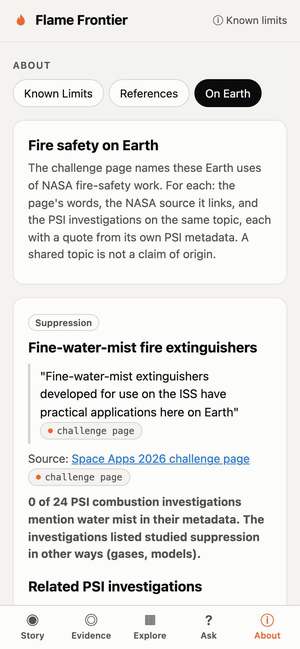 Flame Frontier
ⓘ Known limits
ABOUT
Known Limits
References
On Earth
Fire safety on Earth
The challenge page names these Earth uses
of NASA fire-safety work. For each: the
page's words, the NASA source it links, and
the PSI investigations on the same topic, each
with a quote from its own PSI metadata. A
shared topic is not a claim of origin.
Suppression
Fine-water-mist fire extinguishers
"Fine-water-mist extinguishers
developed for use on the ISS have
practical applications here on Earth"
challenge page
Source: Space Apps 2026 challenge page
challenge page
0 of 24 PSI combustion investigations
mention water mist in their metadata. The
investigations listed studied suppression
in other ways (gases, models).
Related PSI investigations
Story
Evidence
Explore
Ask
About